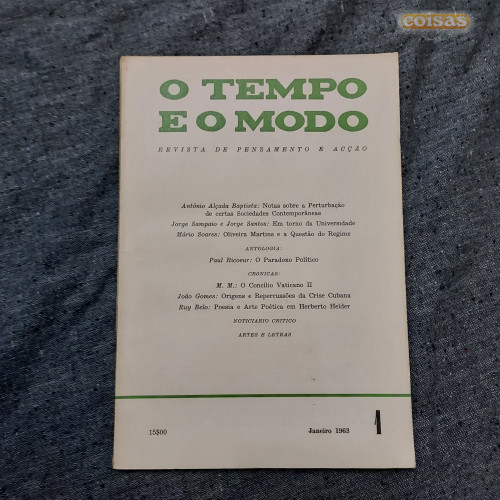 coisas
O TEMPO
E O MODO
REVISTA DE PENSAMENTO E ACÇÃO
António Alçada Baptista: Notas sobre a Perturbação
de certas Sociedades Contemporâneas
Jorge Sampaio e Jorge Santos: Em torno da Universidade
Mário Soares: Oliveira Martins e a Questão do Regime
ANTOLOGIA:
Paul Ricoeur: O Paradoxo Político
CRÓNICAS:
M. M.: O Concílio Vaticano II
João Gomes: Origens e Repercussões da Crise Cubana
Ruy Belo: Poesia e Arte Poética em Herberto Helder
NOTICIÁRIO CRÍTICO
ARTES E LETRAS
15$00 Janeiro 1963 1